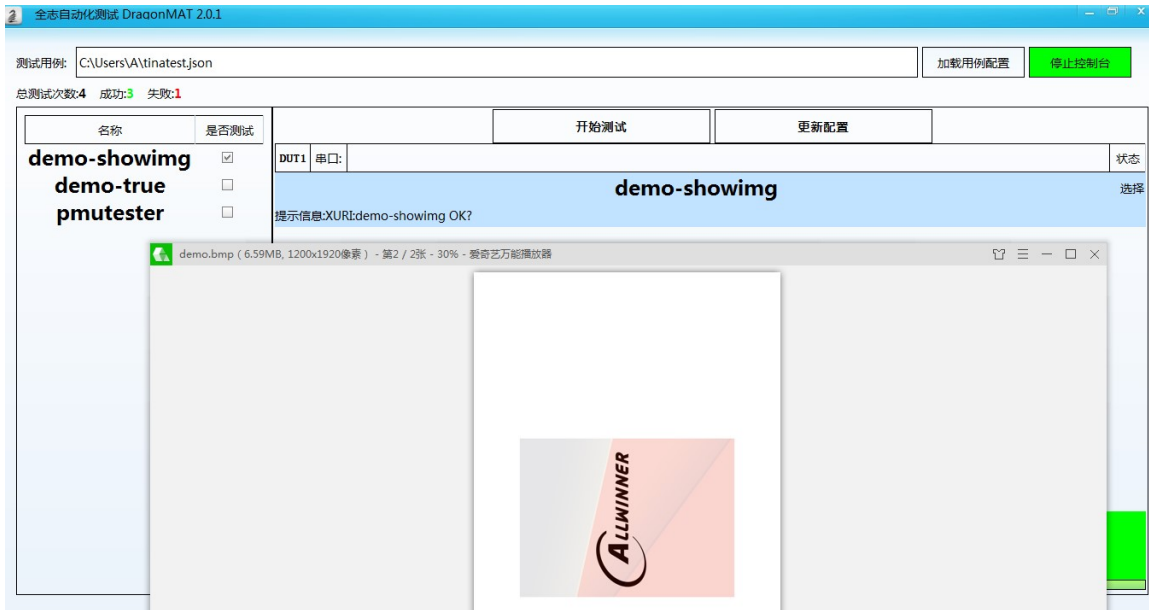 全志自动化测试 DragonMAT 2.0.1
测试用例: C:\Users\A\tinatest.json 加载用例配置 停止控制台
总测试次数:4 成功:3 失败:1
名称 是否测试 开始测试 更新配置
demo-showimg DUT1 串口: 状态
demo-true demo-showimg 选择
pmutester 提示信息:XURI:demo-showimg OK?
demo.bmp ( 6.59MB, 1200x1920像素 ) - 第2 / 2张 - 30% - 爱奇艺万能播放器
ALLWINNER